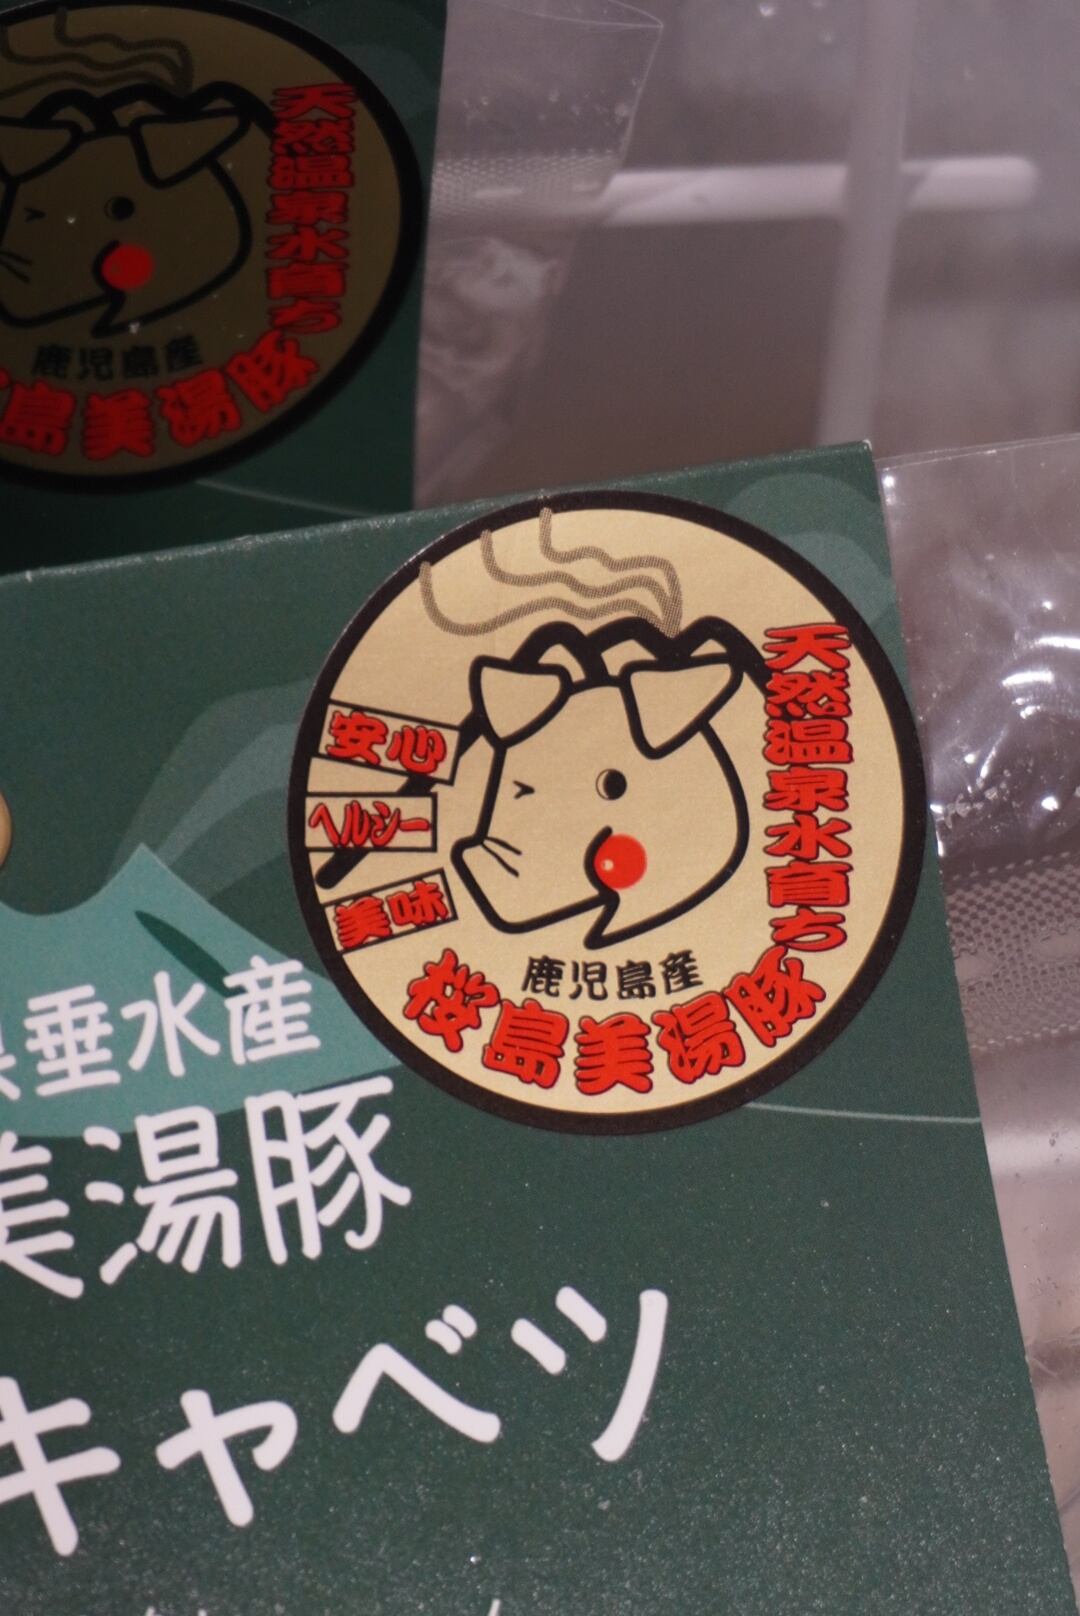 天然温泉水育ち
鹿児島産
島美湯豚
天然温泉水育ち
安心
ヘルシー
美味
鹿児島産
桜島美湯豚
県垂水産
美湯豚
キャベツ